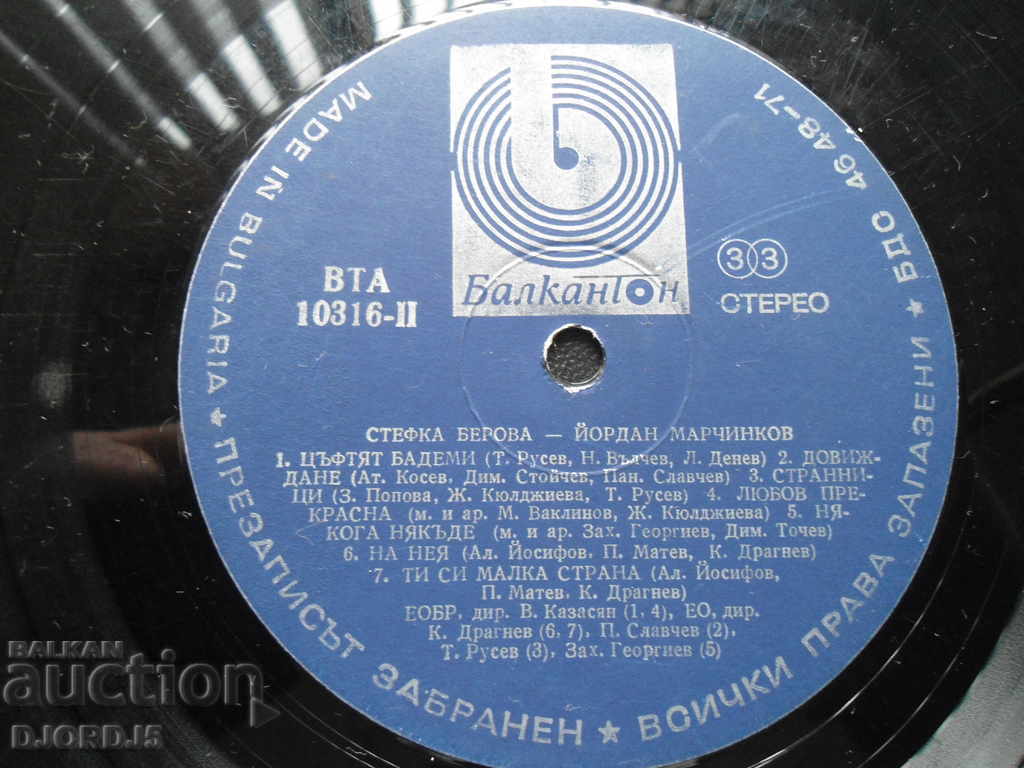 БалканТон
ВТА
10316-II
33
СТЕРЕО
СТЕФКА БЕРОВА — ЙОРДАН МАРЧИНКОВ
1. ЦЪФТЯТ БАДЕМИ (Т. Русев, Н. Вълчев, Л. Денев) 2. ДОВИЖ-
ДАНЕ (Ат. Косев, Дим. Стойчев, Пан. Славчев) 3. СТРАННИ-
ЦИ (З. Попова, Ж. Кюлджиева, Т. Русев) 4. ЛЮБОВ ПРЕ-
КРАСНА (м. и ар. М. Ваклинов, Ж. Кюлджиева) 5. НЯ-
КОГА НЯКЪДЕ (м. и ар. Зах. Георгиев, Дим. Точев)
6. НА НЕЯ (Ал. Йосифов, П. Матев, К. Драгнев)
7. ТИ СИ МАЛКА СТРАНА (Ал. Йосифов,
П. Матев, К. Драгнев)
ЕОБР, дир. В. Казасян (1, 4), ЕО, дир.
К. Драгнев (6, 7), П. Славчев (2),
Т. Русев (3), Зах. Георгиев (5)
MADE IN BULGARIA ★ ПРЕЗАПИСЪТ ЗАБРАНЕН ★ ВСИЧКИ ПРАВА ЗАПАЗЕНИ ★ БДС 4648-71
BALKAN
auction
DJORDJ5